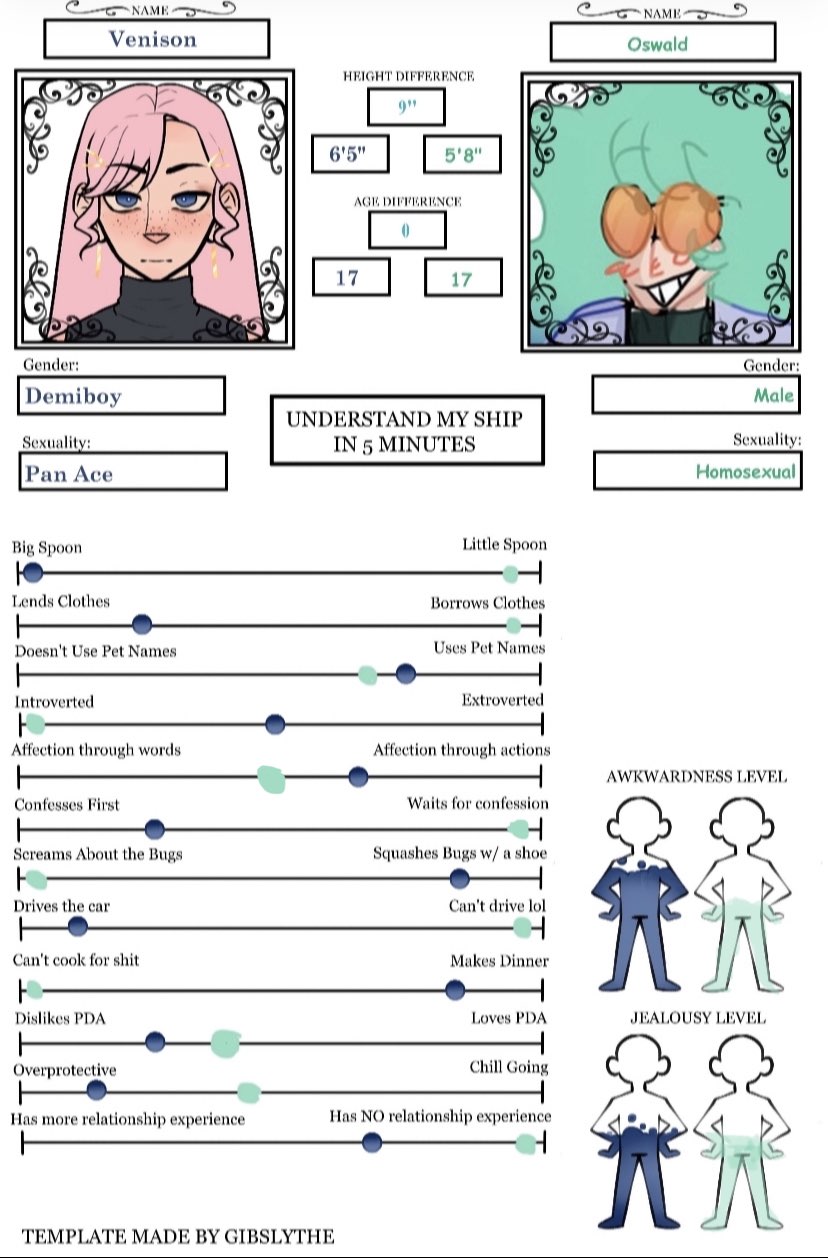 NAME
Venison
NAME
Oswald
HEIGHT DIFFERENCE
9"
6'5"
5'8"
AGE DIFFERENCE
0
17
17
Gender:
Demiboy
Sexuality:
Pan Ace
UNDERSTAND MY SHIP
IN 5 MINUTES
Gender:
Male
Sexuality:
Homosexual
Big Spoon
Little Spoon
Lends Clothes
Borrows Clothes
Doesn't Use Pet Names
Uses Pet Names
Introverted
Extroverted
Affection through words
Affection through actions
Confesses First
Waits for confession
Screams About the Bugs
Squashes Bugs w/ a shoe
Drives the car
Can't drive lol
Can't cook for shit
Makes Dinner
Dislikes PDA
Loves PDA
Overprotective
Chill Going
Has more relationship experience
Has NO relationship experience
AWKWARDNESS LEVEL
JEALOUSY LEVEL
TEMPLATE MADE BY GIBSLYTHE